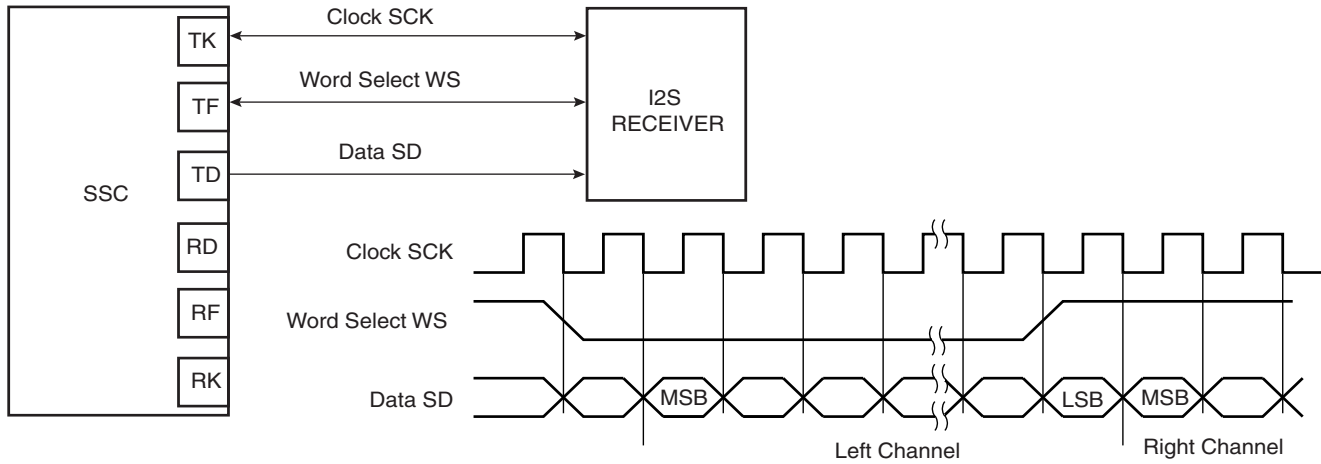 SSC
TK
TF
TD
RD
RF
RK
Clock SCK
Word Select WS
Data SD
I2S
RECEIVER
Clock SCK
Word Select WS
Data SD
MSB
LSB
MSB
Left Channel
Right Channel